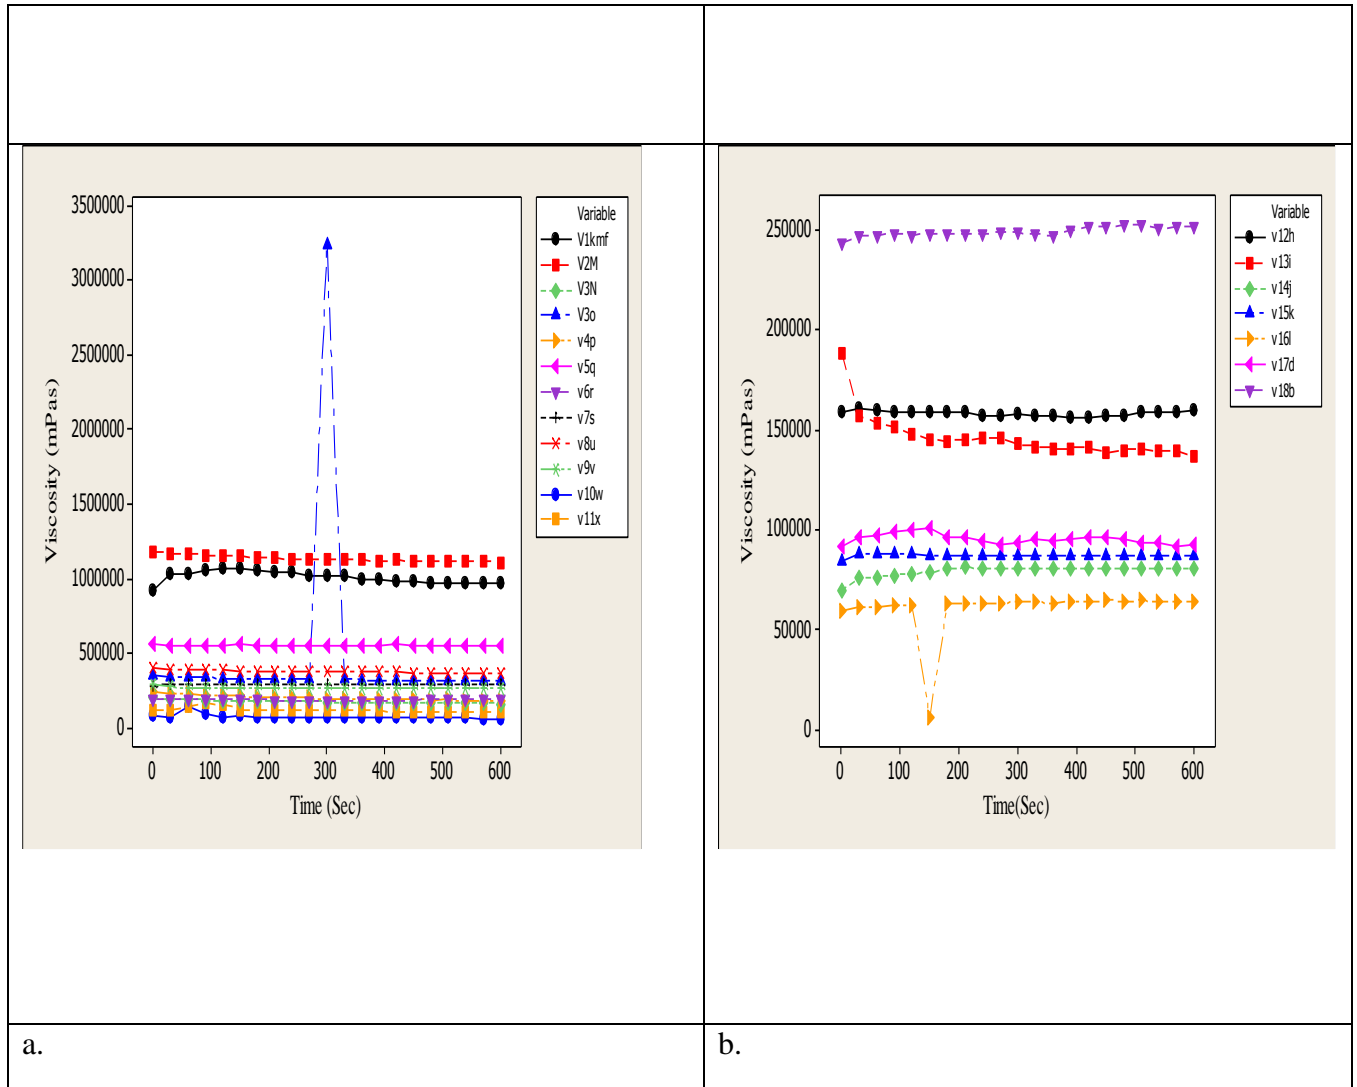 Viscosity (mPas)
3500000
3000000
2500000
2000000
1500000
1000000
500000
0
0 100 200 300 400 500 600
Time (Sec)
Variable
V1kmf
V2M
V3N
V3o
v4p
v5q
v6r
v7s
v8u
v9v
v10w
v11x
Viscosity (mPas)
250000
200000
150000
100000
50000
0
0 100 200 300 400 500 600
Time(Sec)
Variable
v12h
v13i
v14j
v15k
v16l
v17d
v18b
a.
b.